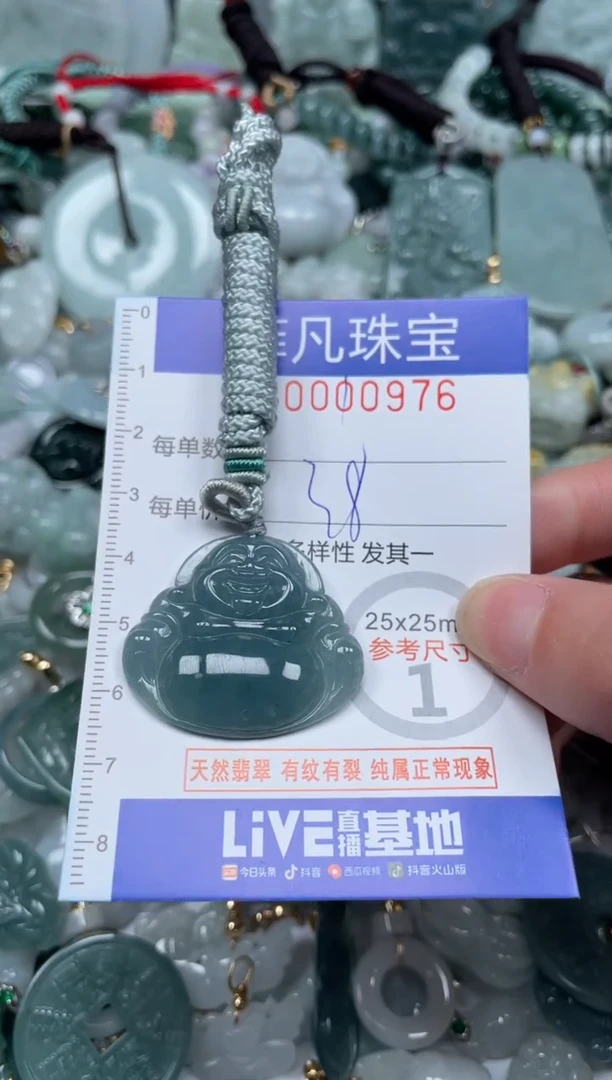 0
凡珠宝
1
0000976
2
每单数
3
每单价
38
4
多样性 发其一
5
25x25m
参考尺寸
1
6
7
天然翡翠 有纹有裂 纯属正常现象
LiVE直播基地
8
今日头条 抖音 西瓜视频 抖音火山版